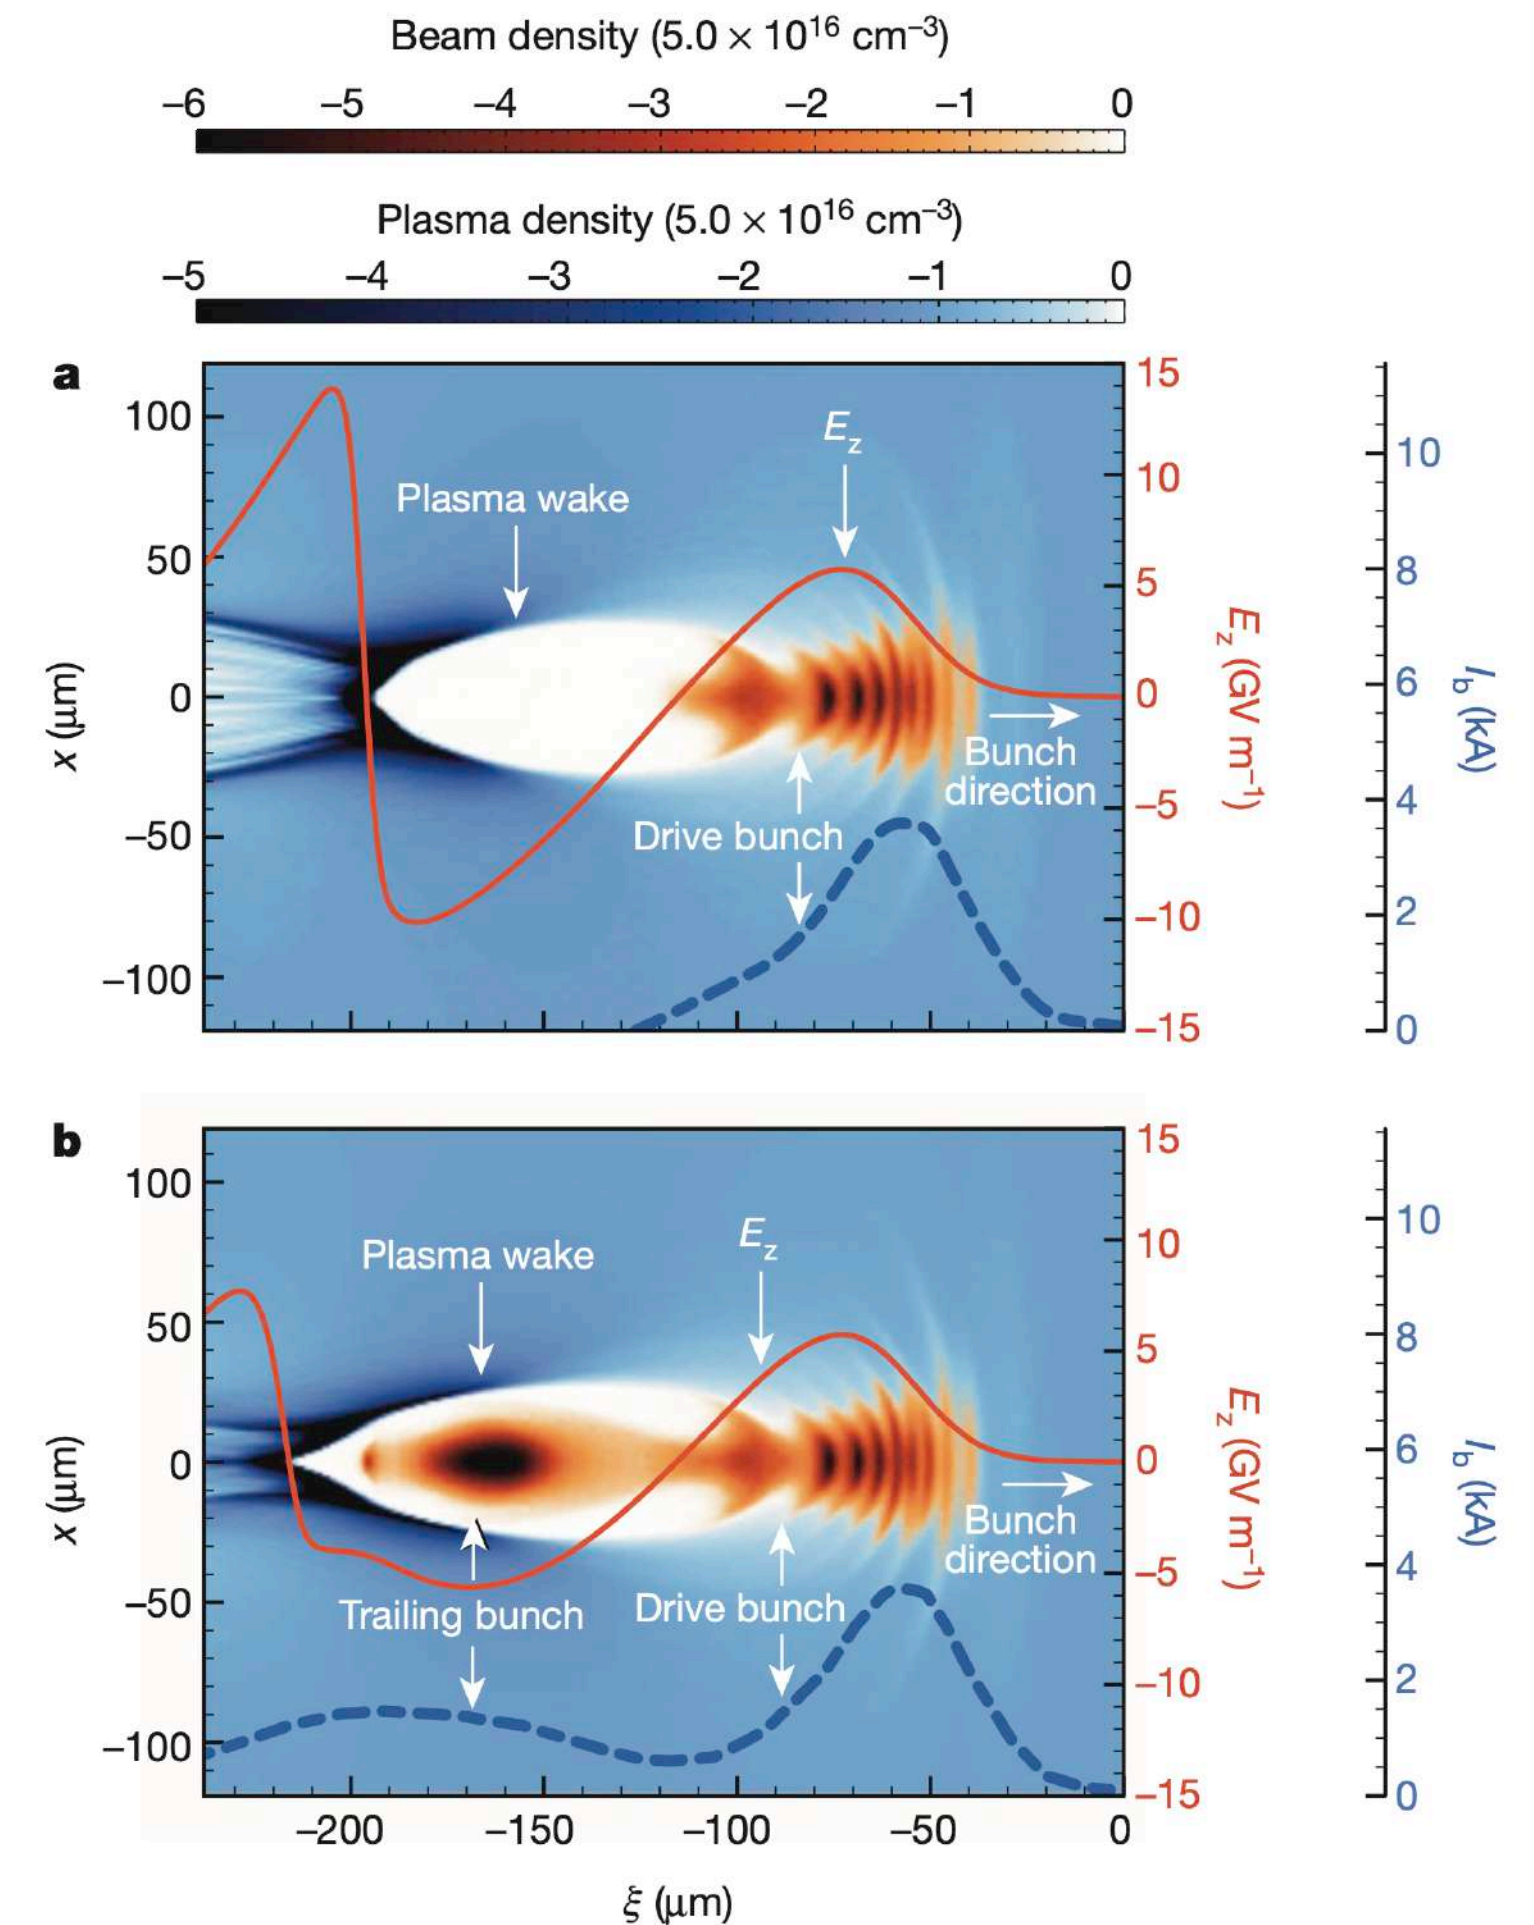 Beam density (5.0 × 10¹⁶ cm⁻³)
–6 –5 –4 –3 –2 –1 0
Plasma density (5.0 × 10¹⁶ cm⁻³)
–5 –4 –3 –2 –1 0
a
100
50
0
–50
–100
x (μm)
Plasma wake
E_z
Drive bunch
Bunch
direction
15
10
5
0
–5
–10
–15
E_z (GV m⁻¹)
10
8
6
4
2
0
I_b (kA)
b
100
50
0
–50
–100
x (μm)
Plasma wake
E_z
Trailing bunch
Drive bunch
Bunch
direction
15
10
5
0
–5
–10
–15
E_z (GV m⁻¹)
10
8
6
4
2
0
I_b (kA)
–200 –150 –100 –50 0
ξ (μm)